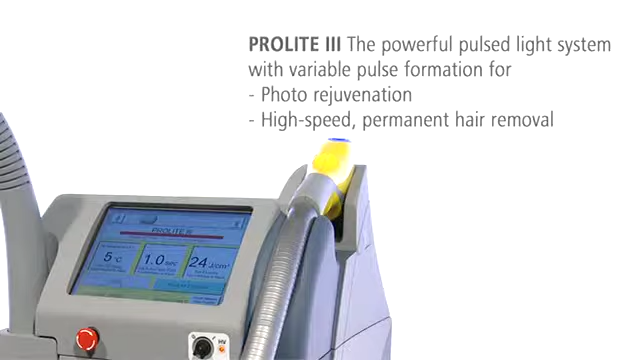 PROLITE III The powerful pulsed light system
with variable pulse formation for
- Photo rejuvenation
- High-speed, permanent hair removal
PROLITE III
5°C 1.0 sec 24 J/cm²
HV